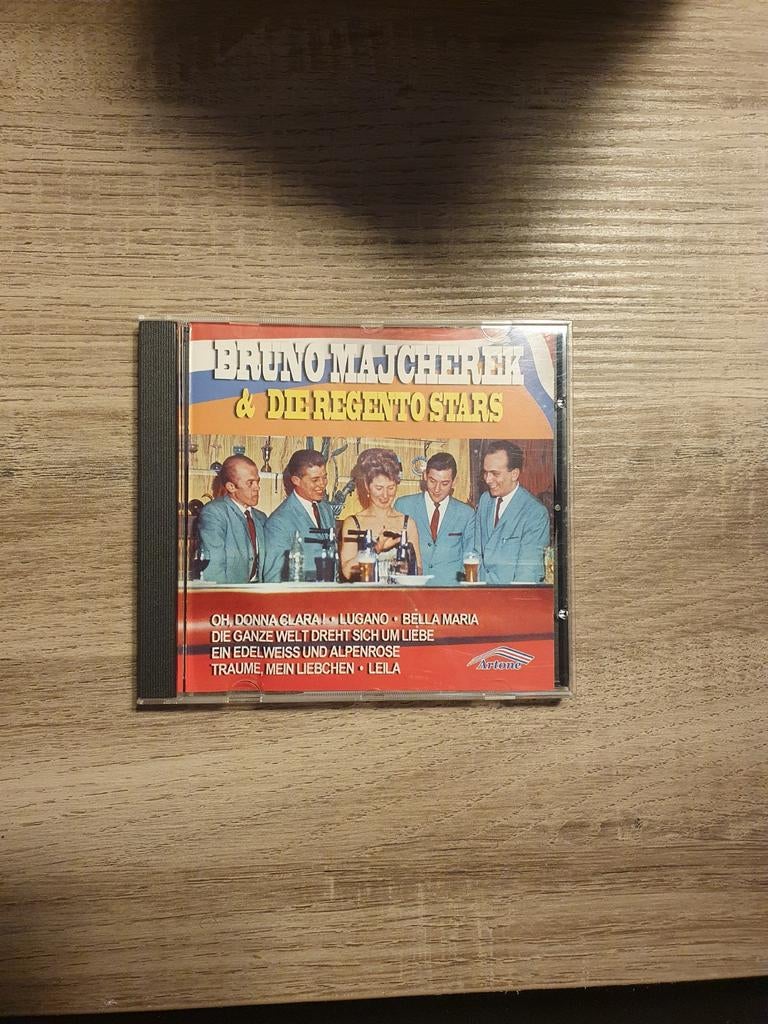 BRUNO MAJCHEREK
& DIE REGENTO STARS
OH, DONNA CLARA! • LUGANO • BELLA MARIA
DIE GANZE WELT DREHT SICH UM LIEBE
EIN EDELWEISS UND ALPENROSE
TRAUME, MEIN LIEBCHEN • LEILA
Artone